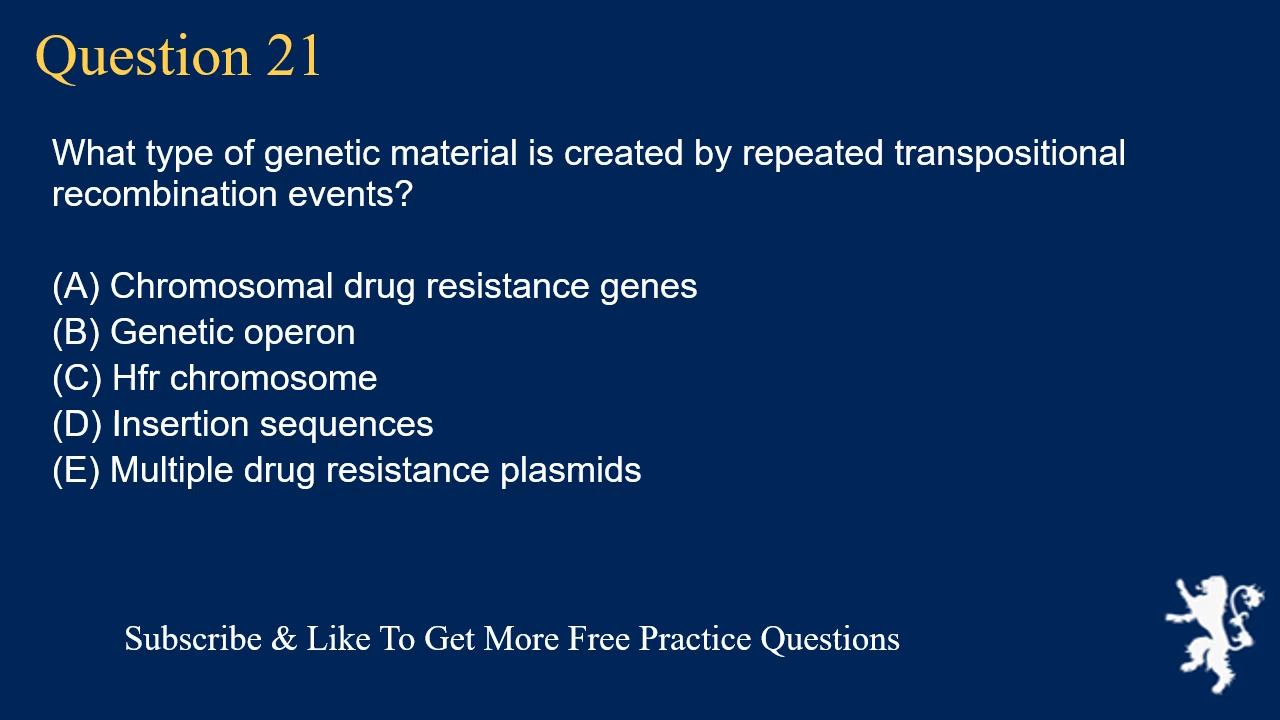 Question 21
What type of genetic material is created by repeated transpositional
recombination events?
(A) Chromosomal drug resistance genes
(B) Genetic operon
(C) Hfr chromosome
(D) Insertion sequences
(E) Multiple drug resistance plasmids
Subscribe & Like To Get More Free Practice Questions